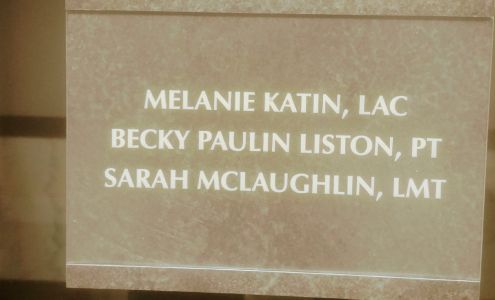 MELANIE KATIN, LAC
BECKY PAULIN LISTON, PT
SARAH MCLAUGHLIN, LMT